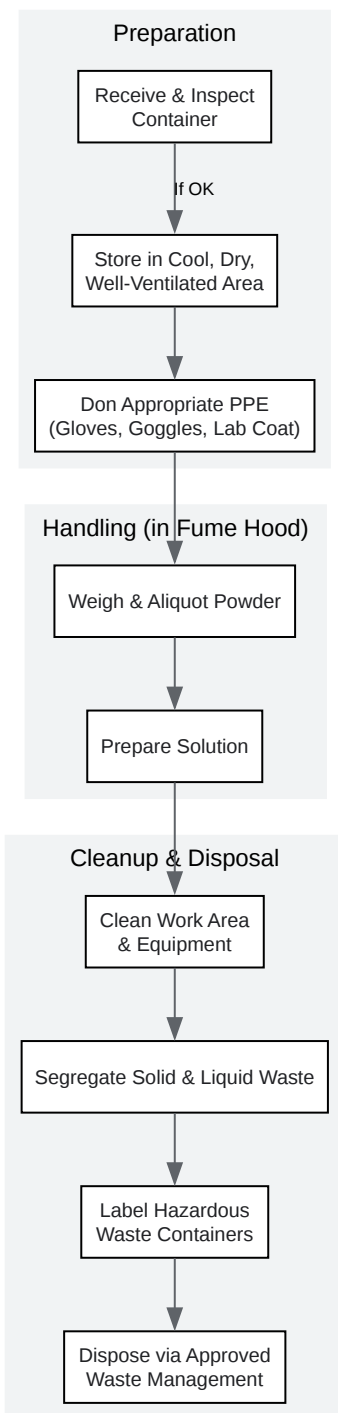 Preparation
Receive & Inspect
Container
If OK
Store in Cool, Dry,
Well-Ventilated Area
Don Appropriate PPE
(Gloves, Goggles, Lab Coat)
Handling (in Fume Hood)
Weigh & Aliquot Powder
Prepare Solution
Cleanup & Disposal
Clean Work Area
& Equipment
Segregate Solid & Liquid Waste
Label Hazardous
Waste Containers
Dispose via Approved
Waste Management